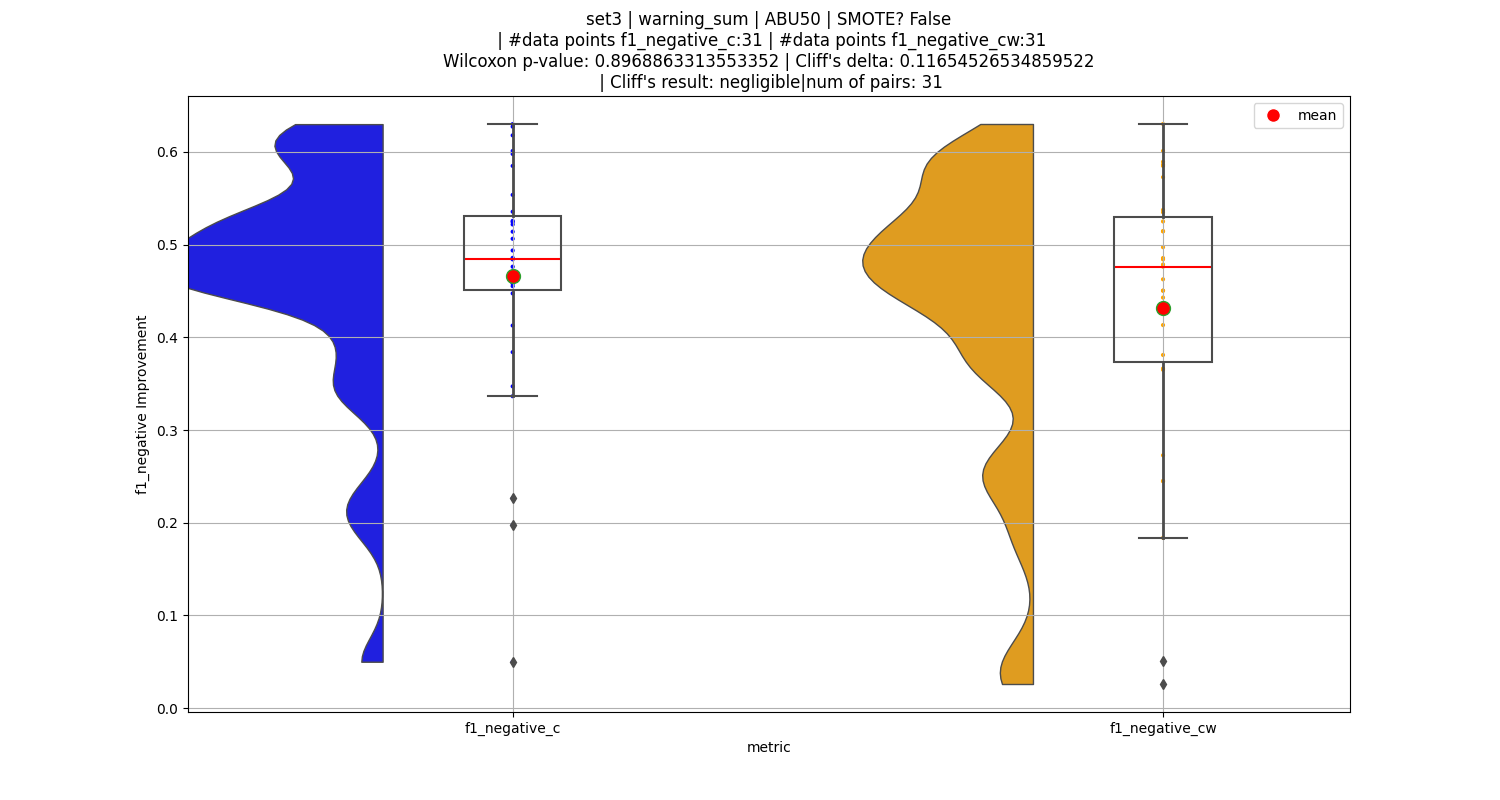 set3 | warning_sum | ABU50 | SMOTE? False
| #data points f1_negative_c:31 | #data points f1_negative_cw:31
Wilcoxon p-value: 0.8968863313553352 | Cliff's delta: 0.11654526534859522
| Cliff's result: negligible|num of pairs: 31
mean
f1_negative Improvement
0.6
0.5
0.4
0.3
0.2
0.1
0.0
f1_negative_c
f1_negative_cw
metric